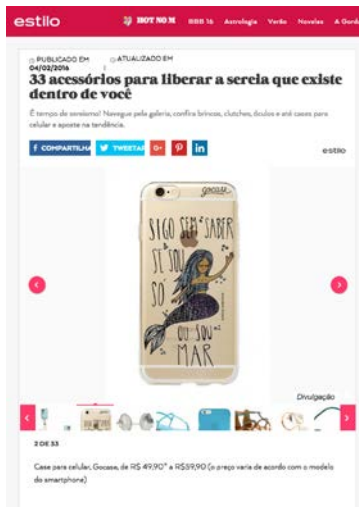 estilo HOT NO M BBB 16 Astrologia Verão Novelas A Gord
PUBLICADO EM ATUALIZADO EM
04/02/2016 |
33 acessórios para liberar a sereia que existe
dentro de você
É tempo de sereismo! Navegue pela galeria, confira brincos, clutches, óculos e até cases para
celular e aposte na tendência.
f COMPARTILHA TWEETAR G+ in
estilo
gocase
SIGO SEM SABER
SE SOU
SÓ
OU SOU
MAR
Divulgação
2 DE 33
Case para celular, Gocase, de R$ 49,90* a R$59,90 (o preço varia de acordo com o modelo
do smartphone)